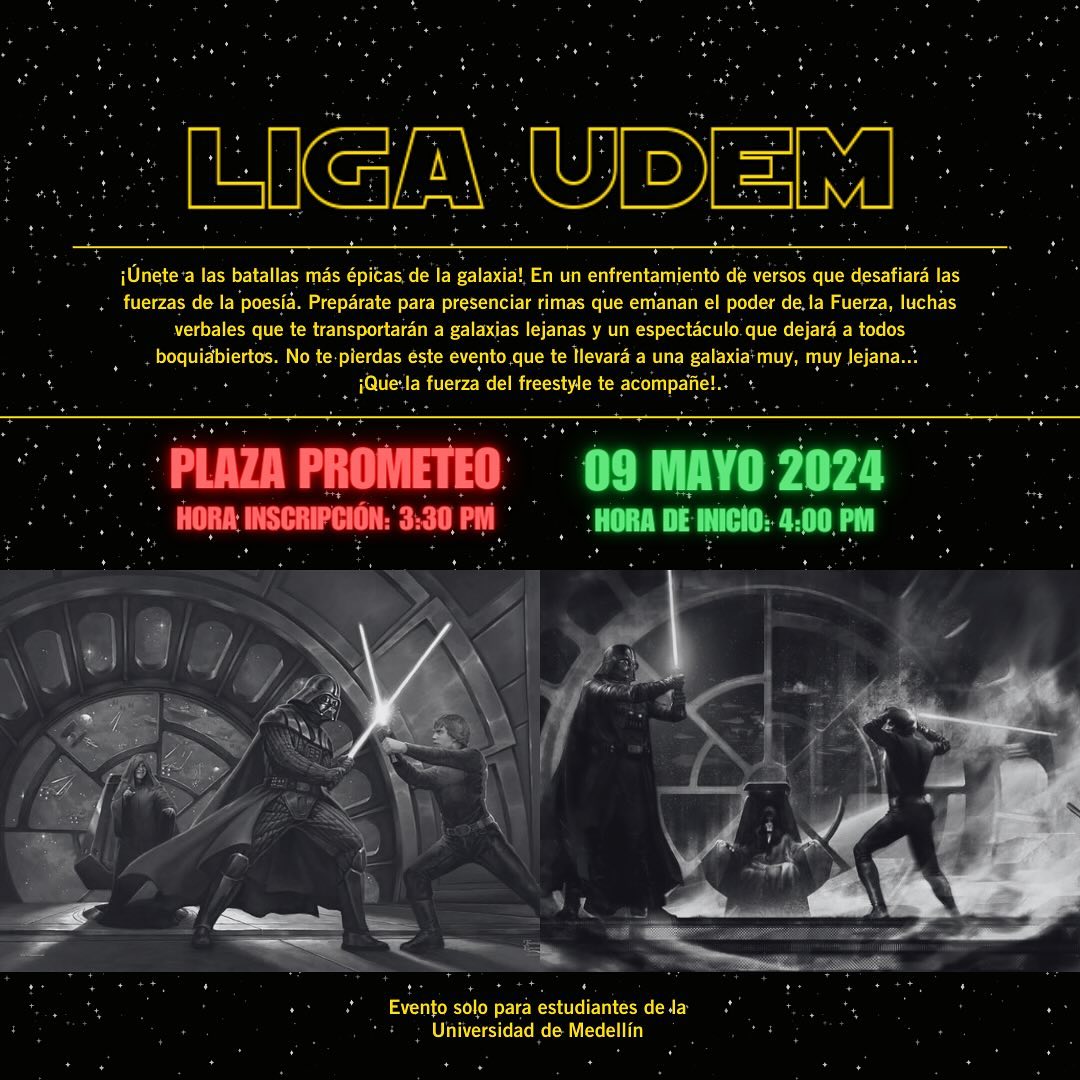 LIGA UDEM
¡Únete a las batallas más épicas de la galaxia! En un enfrentamiento de versos que desafiará las
fuerzas de la poesía. Prepárate para presenciar rimas que emanan el poder de la Fuerza, luchas
verbales que te transportarán a galaxias lejanas y un espectáculo que dejará a todos
boquiabiertos. No te pierdas este evento que te llevará a una galaxia muy, muy lejana...
¡Que la fuerza del freestyle te acompañe!.
PLAZA PROMETEO
HORA INSCRIPCIÓN: 3:30 PM
09 MAYO 2024
HORA DE INICIO: 4:00 PM
Evento solo para estudiantes de la
Universidad de Medellín